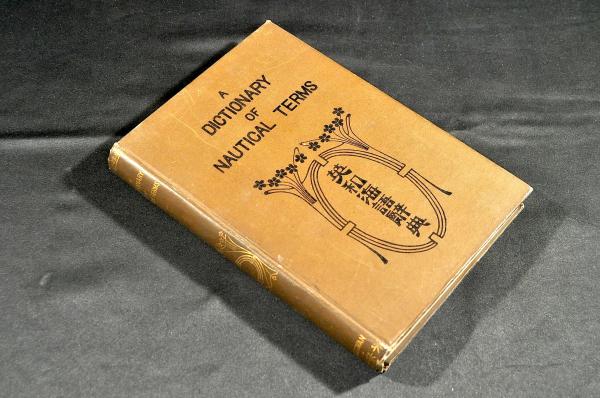 A
DICTIONARY
OF
NAUTICAL TERMS
英和海語辭典